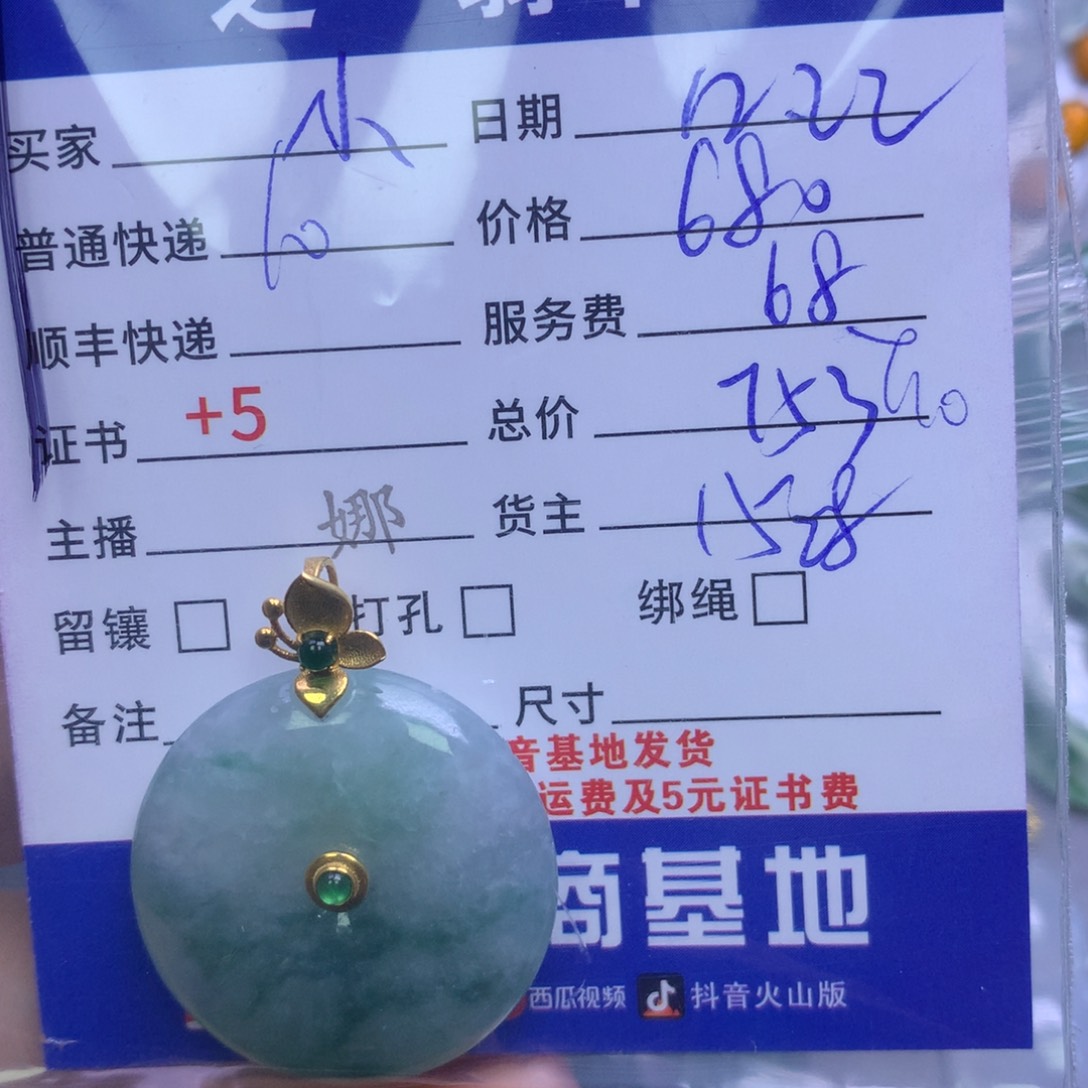 买家 小 日期 12.22
普通快递 60 价格 680
顺丰快递 服务费 68
证书 +5 总价 753
主播 娜 货主 1528
留镶 □ 打孔 □ 绑绳 □
备注 尺寸
音基地发货
运费及5元证书费
商基地
西瓜视频 抖音火山版